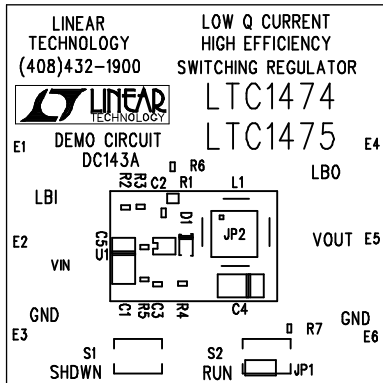 LINEAR
TECHNOLOGY
(408)432-1900
LOW Q CURRENT
HIGH EFFICIENCY
SWITCHING REGULATOR
LINEAR
TECHNOLOGY
LTC1474
LTC1475
DEMO CIRCUIT
DC143A
E1
E4
R6
LBO
LBI
R2
R3
C2
R1
L1
D1
JP2
E2
VIN
C5
U1
VOUT
E5
GND
E3
C1
R5
C3
R4
C4
GND
E6
R7
S1
SHDWN
S2
RUN
JP1